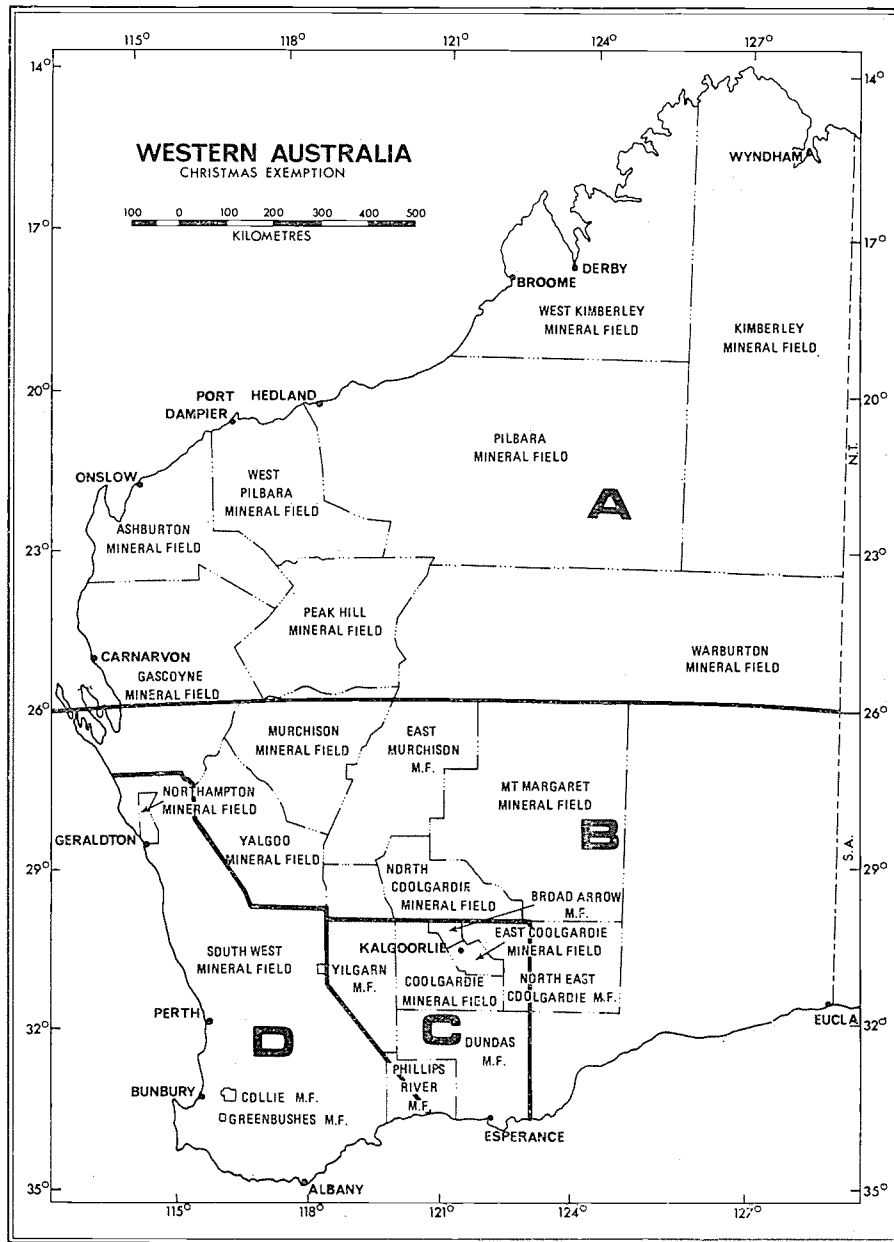 115° 118° 121° 124° 127°
14° 14°
WESTERN AUSTRALIA
CHRISTMAS EXEMPTION
100 0 100 200 300 400 500
KILOMETRES
WYNDHAM
17° 17°
DERBY
BROOME
WEST KIMBERLEY
MINERAL FIELD
KIMBERLEY
MINERAL FIELD
20° 20°
PORT
HEDLAND
DAMPIER
PILBARA
MINERAL FIELD
N.T.
ONSLOW
WEST
PILBARA
MINERAL FIELD
A
ASHBURTON
MINERAL FIELD
23° 23°
PEAK HILL
MINERAL FIELD
CARNARVON
GASCOYNE
MINERAL FIELD
WARBURTON
MINERAL FIELD
26° 26°
MURCHISON
MINERAL FIELD
EAST
MURCHISON
M.F.
MT MARGARET
MINERAL FIELD
NORTHAMPTON
MINERAL FIELD
GERALDTON
YALGOO
MINERAL FIELD
B
S.A.
29° 29°
NORTH
COOLGARDIE
MINERAL FIELD
BROAD ARROW
M.F.
EAST COOLGARDIE
MINERAL FIELD
KALGOORLIE
SOUTH WEST
MINERAL FIELD
YILGARN
M.F.
COOLGARDIE
MINERAL FIELD
NORTH EAST
COOLGARDIE M.F.
PERTH
32° 32°
EUCLA
D
C
DUNDAS
M.F.
PHILLIPS
RIVER
M.F.
BUNBURY
COLLIE M.F.
GREENBUSHES M.F.
ESPERANCE
ALBANY
35° 35°
115° 118° 121° 124° 127°